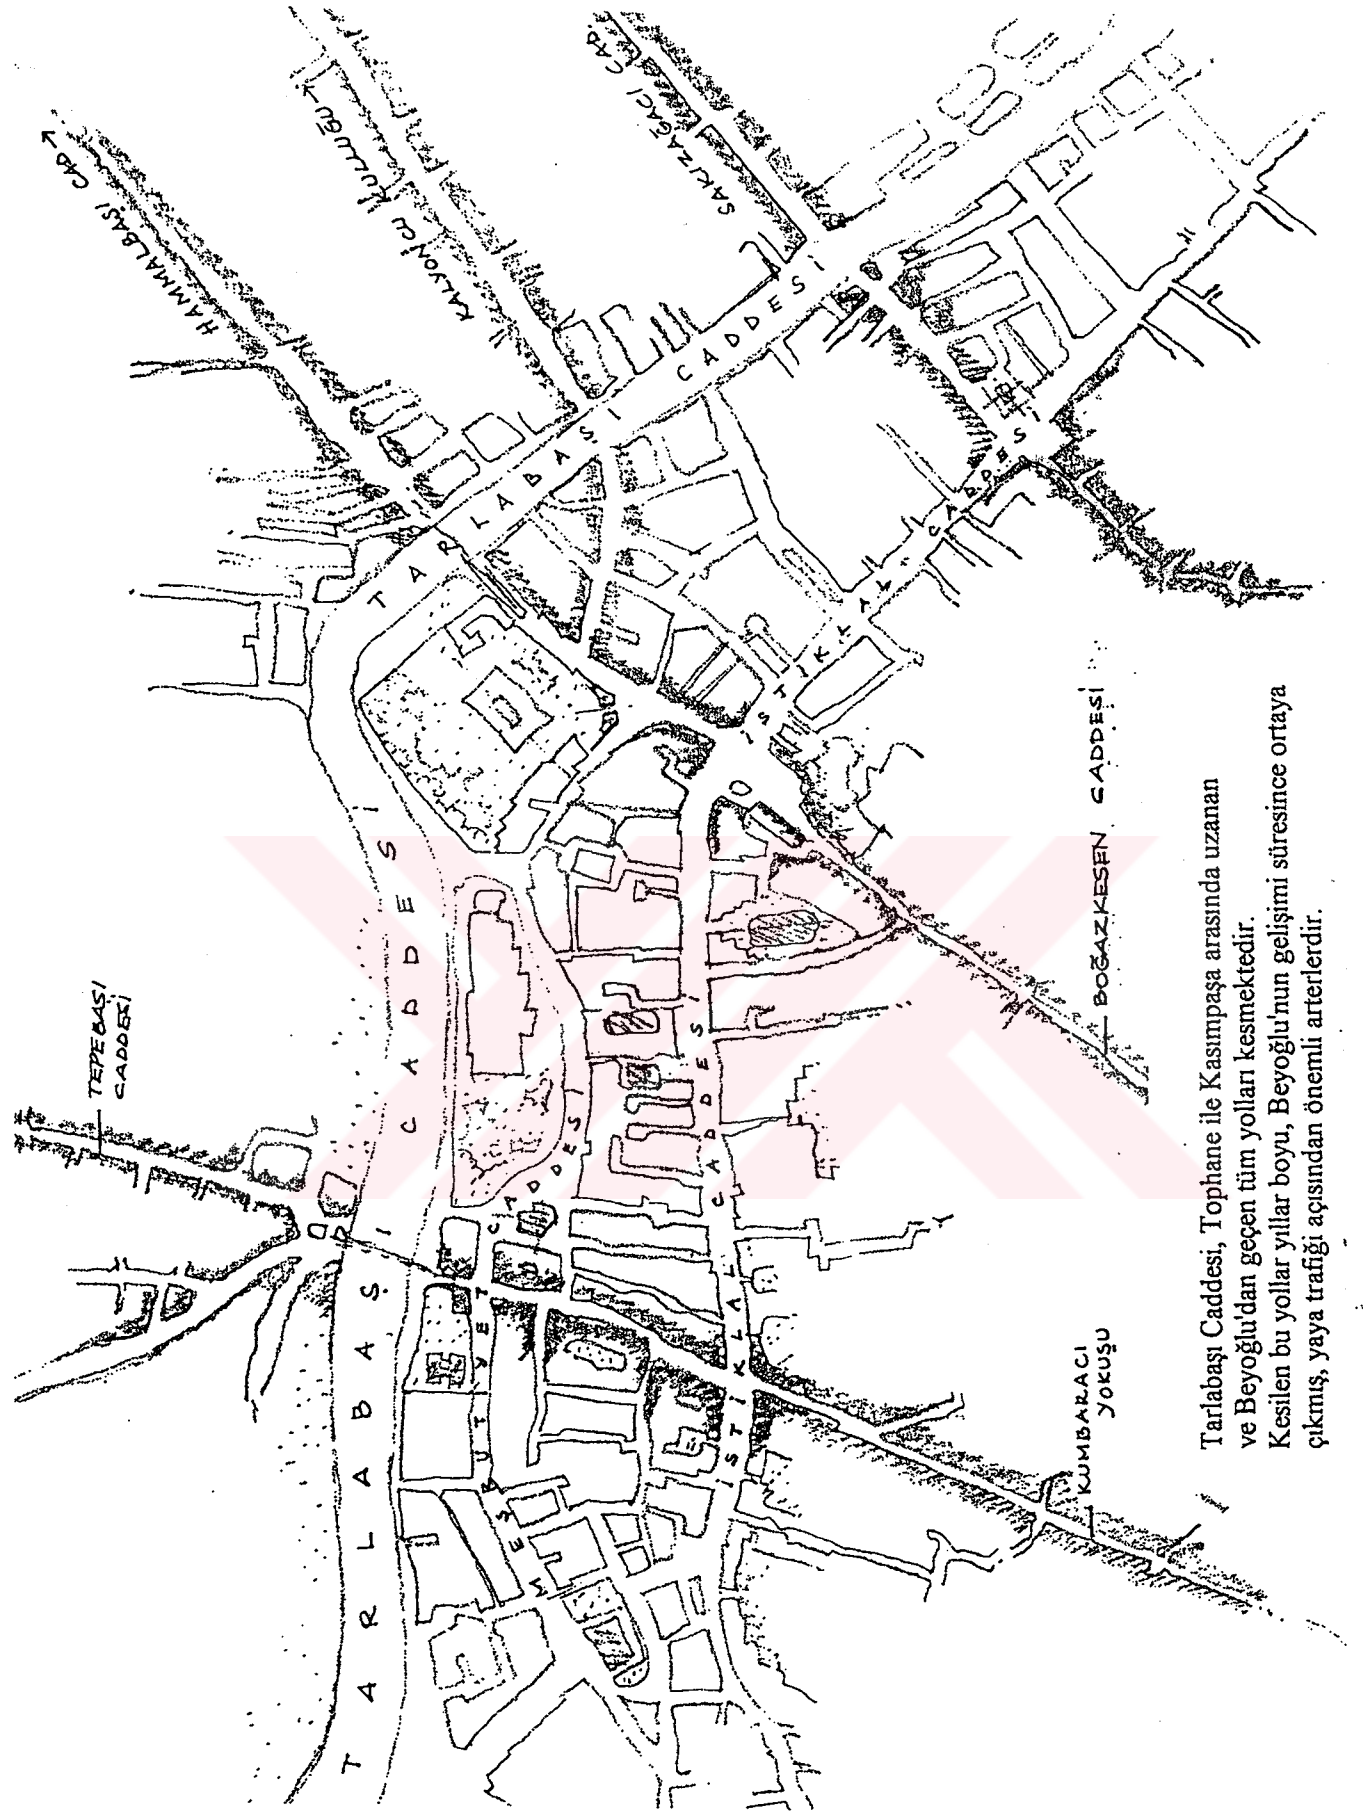 TEPEBAŞI
CADDESİ
HAMMALBAŞI CAD →
KALYONCU KULLUĞU →
SAKIZAĞACI CAD.
TARLABAŞI CADDESİ
TARLABAŞI CADDESİ
MEŞRUTİYET CADDESİ
İSTİKLAL CADDESİ
İSTİKLAL CADDESİ
KUMBARACI
YOKUŞU
BOĞAZKESEN CADDESİ
Tarlabaşı Caddesi, Tophane ile Kasımpaşa arasında uzanan
ve Beyoğlu'dan geçen tüm yolları kesmektedir.
Kesilen bu yollar yıllar boyu, Beyoğlu'nun gelişimi süresince ortaya
çıkmış, yaya trafiği açısından önemli arterlerdir.